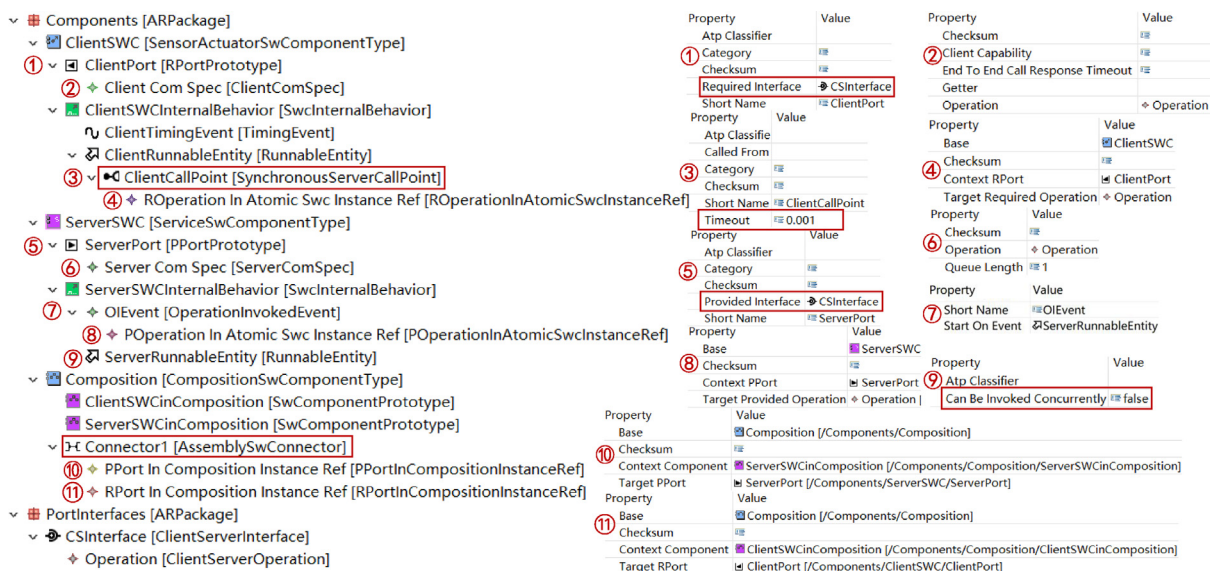 Components [ARPackage]
ClientSWC [SensorActuatorSwComponentType]
① ClientPort [RPortPrototype]
② Client Com Spec [ClientComSpec]
ClientSWCInternalBehavior [SwcInternalBehavior]
ClientTimingEvent [TimingEvent]
ClientRunnableEntity [RunnableEntity]
③ ClientCallPoint [SynchronousServerCallPoint]
④ ROperation In Atomic Swc Instance Ref [ROperationInAtomicSwcInstanceRef]
ServerSWC [ServiceSwComponentType]
⑤ ServerPort [PPortPrototype]
⑥ Server Com Spec [ServerComSpec]
ServerSWCInternalBehavior [SwcInternalBehavior]
⑦ OIEvent [OperationInvokedEvent]
⑧ POperation In Atomic Swc Instance Ref [POperationInAtomicSwcInstanceRef]
⑨ ServerRunnableEntity [RunnableEntity]
Composition [CompositionSwComponentType]
ClientSWCinComposition [SwComponentPrototype]
ServerSWCinComposition [SwComponentPrototype]
Connector1 [AssemblySwConnector]
⑩ PPort In Composition Instance Ref [PPortInCompositionInstanceRef]
⑪ RPort In Composition Instance Ref [RPortInCompositionInstanceRef]
PortInterfaces [ARPackage]
CSInterface [ClientServerInterface]
Operation [ClientServerOperation]
Property Value
Atp Classifier
① Category
Checksum
Required Interface CSInterface
Short Name ClientPort
Property Value
Checksum
② Client Capability
End To End Call Response Timeout
Getter
Operation Operation
Property Value
Atp Classifie
Called From
③ Category
Checksum
Short Name ClientCallPoint
Timeout 0.001
Property Value
Base ClientSWC
④ Checksum
Context RPort ClientPort
Target Required Operation Operation
Property Value
Atp Classifier
⑤ Category
Checksum
Provided Interface CSInterface
Short Name ServerPort
Property Value
Checksum
⑥ Operation Operation
Queue Length 1
Property Value
⑦ Short Name OIEvent
Start On Event ServerRunnableEntity
Property Value
Base ServerSWC
⑧ Checksum
Context PPort ServerPort
Target Provided Operation Operation
Property Value
⑨ Atp Classifier
Can Be Invoked Concurrently false
Property Value
Base Composition [/Components/Composition]
⑩ Checksum
Context Component ServerSWCinComposition [/Components/Composition/ServerSWCinComposition]
Target PPort ServerPort [/Components/ServerSWC/ServerPort]
Property Value
Base Composition [/Components/Composition]
⑪ Checksum
Context Component ClientSWCinComposition [/Components/Composition/ClientSWCinComposition]
Target RPort ClientPort [/Components/ClientSWC/ClientPort]